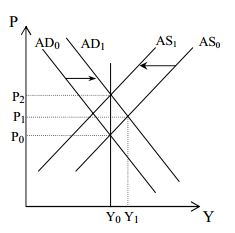 P
AD₀ AD₁ AS₁ AS₀
P₂
P₁
P₀
Y₀ Y₁ Y